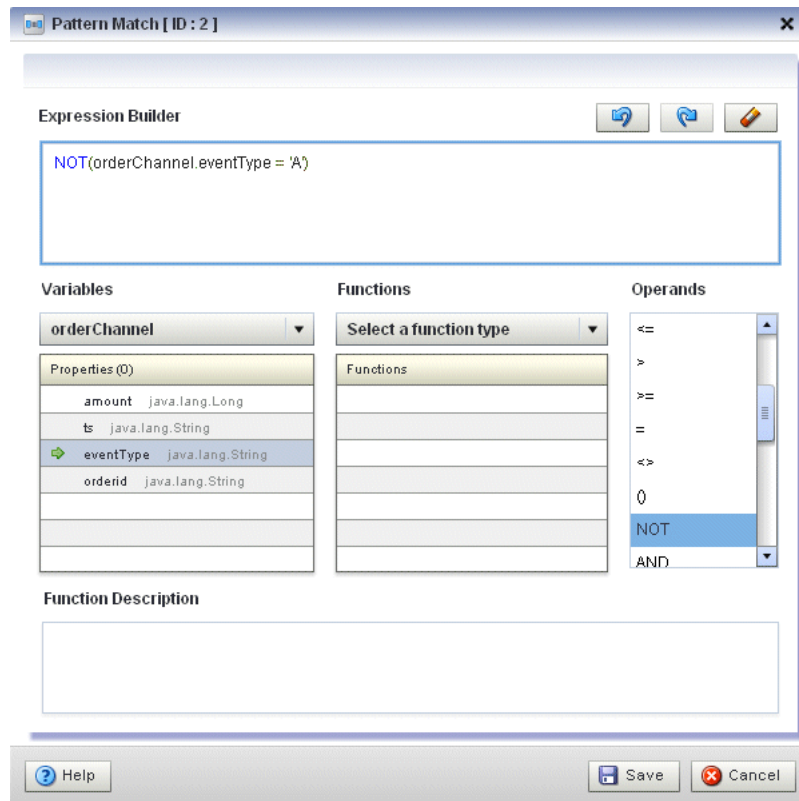 Pattern Match [ ID : 2 ]
Expression Builder
NOT(orderChannel.eventType = 'A')
Variables Functions Operands
orderChannel Select a function type
Properties (0) Functions
<=
>
>=
=
<>
()
NOT
AND
amount java.lang.Long
ts java.lang.String
eventType java.lang.String
orderid java.lang.String
Function Description
Help Save Cancel